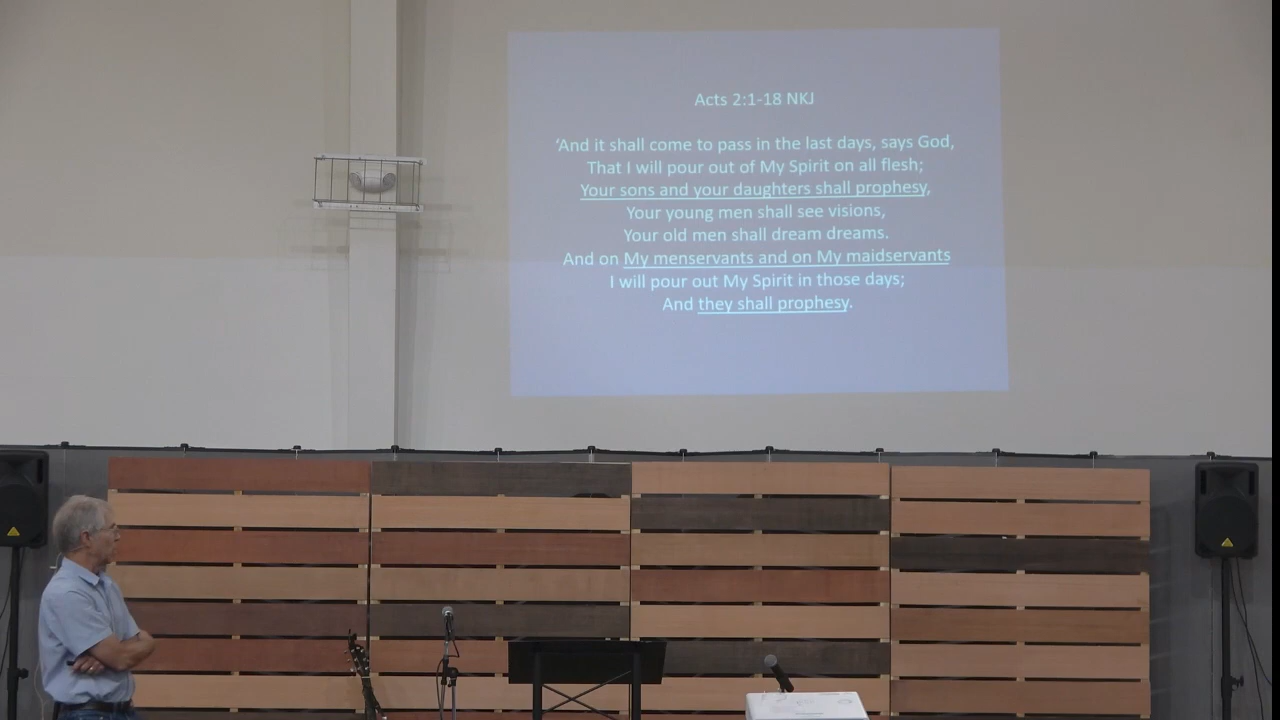 Acts 2:1-18 NKJ
‘And it shall come to pass in the last days, says God,
That I will pour out of My Spirit on all flesh;
Your sons and your daughters shall prophesy,
Your young men shall see visions,
Your old men shall dream dreams.
And on My menservants and on My maidservants
I will pour out My Spirit in those days;
And they shall prophesy.